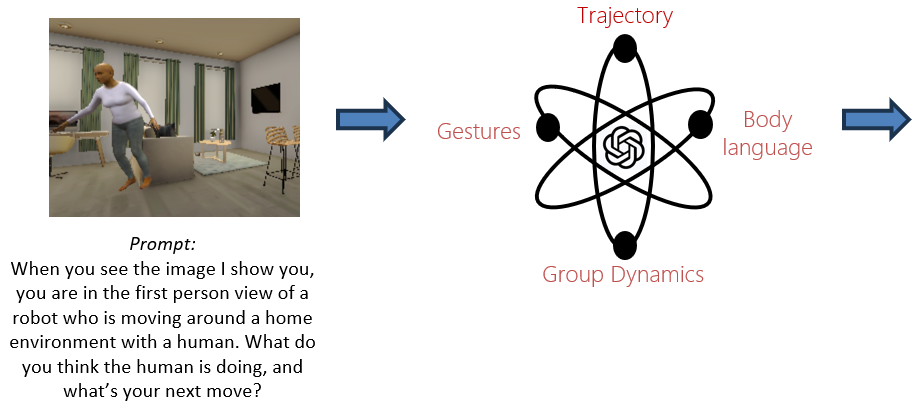 Trajectory
Gestures
Body
language
Group Dynamics
Prompt:
When you see the image I show you,
you are in the first person view of a
robot who is moving around a home
environment with a human. What do
you think the human is doing, and
what’s your next move?